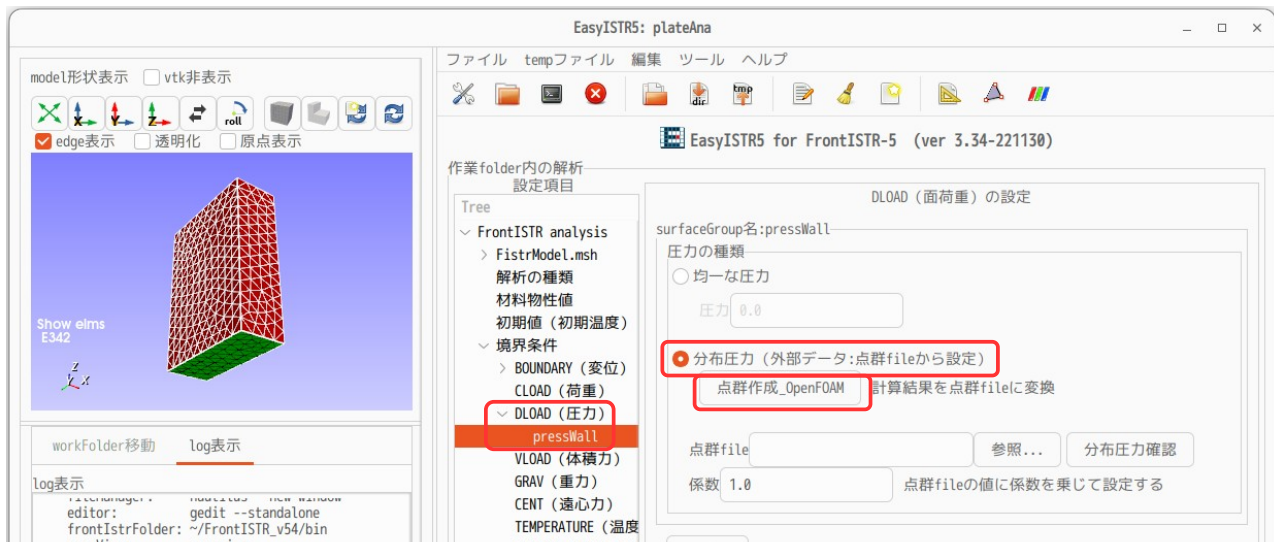 EasyISTR5: plateAna
model形状表示 vtk非表示
X Y Z roll
edge表示 透明化 原点表示
Show elms
E342
Z
Y X
workFolder移動 log表示
log表示
editor: gedit --standalone
frontIstrFolder: ~/FrontISTR_v54/bin
ファイル tempファイル 編集 ツール ヘルプ
dir tmp
EasyISTR5 for FrontISTR-5 (ver 3.34-221130)
作業folder内の解析
設定項目
Tree
FrontISTR analysis
FistrModel.msh
解析の種類
材料物性値
初期値（初期温度）
境界条件
BOUNDARY（変位）
CLOAD（荷重）
DLOAD（圧力）
pressWall
VLOAD（体積力）
GRAV（重力）
CENT（遠心力）
TEMPERATURE（温度
DLOAD（面荷重）の設定
surfaceGroup名:pressWall
圧力の種類
均一な圧力
圧力 0.0
分布圧力（外部データ:点群fileから設定）
点群作成_OpenFOAM 計算結果を点群fileに変換
点群file 参照... 分布圧力確認
係数 1.0 点群fileの値に係数を乗じて設定する